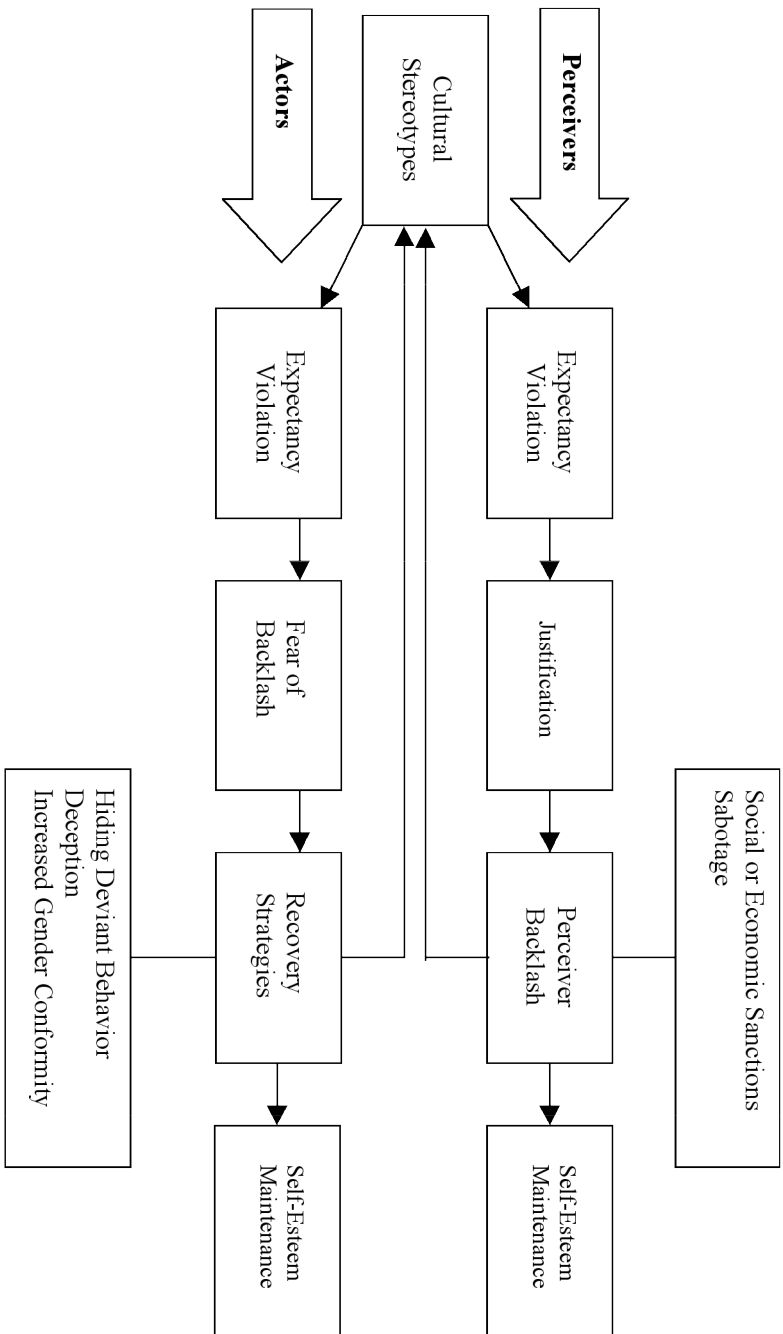 Social or Economic Sanctions
Sabotage
Perceivers
Expectancy
Violation
Justification
Perceiver
Backlash
Self-Esteem
Maintenance
Cultural
Stereotypes
Actors
Expectancy
Violation
Fear of
Backlash
Recovery
Strategies
Self-Esteem
Maintenance
Hiding Deviant Behavior
Deception
Increased Gender Conformity